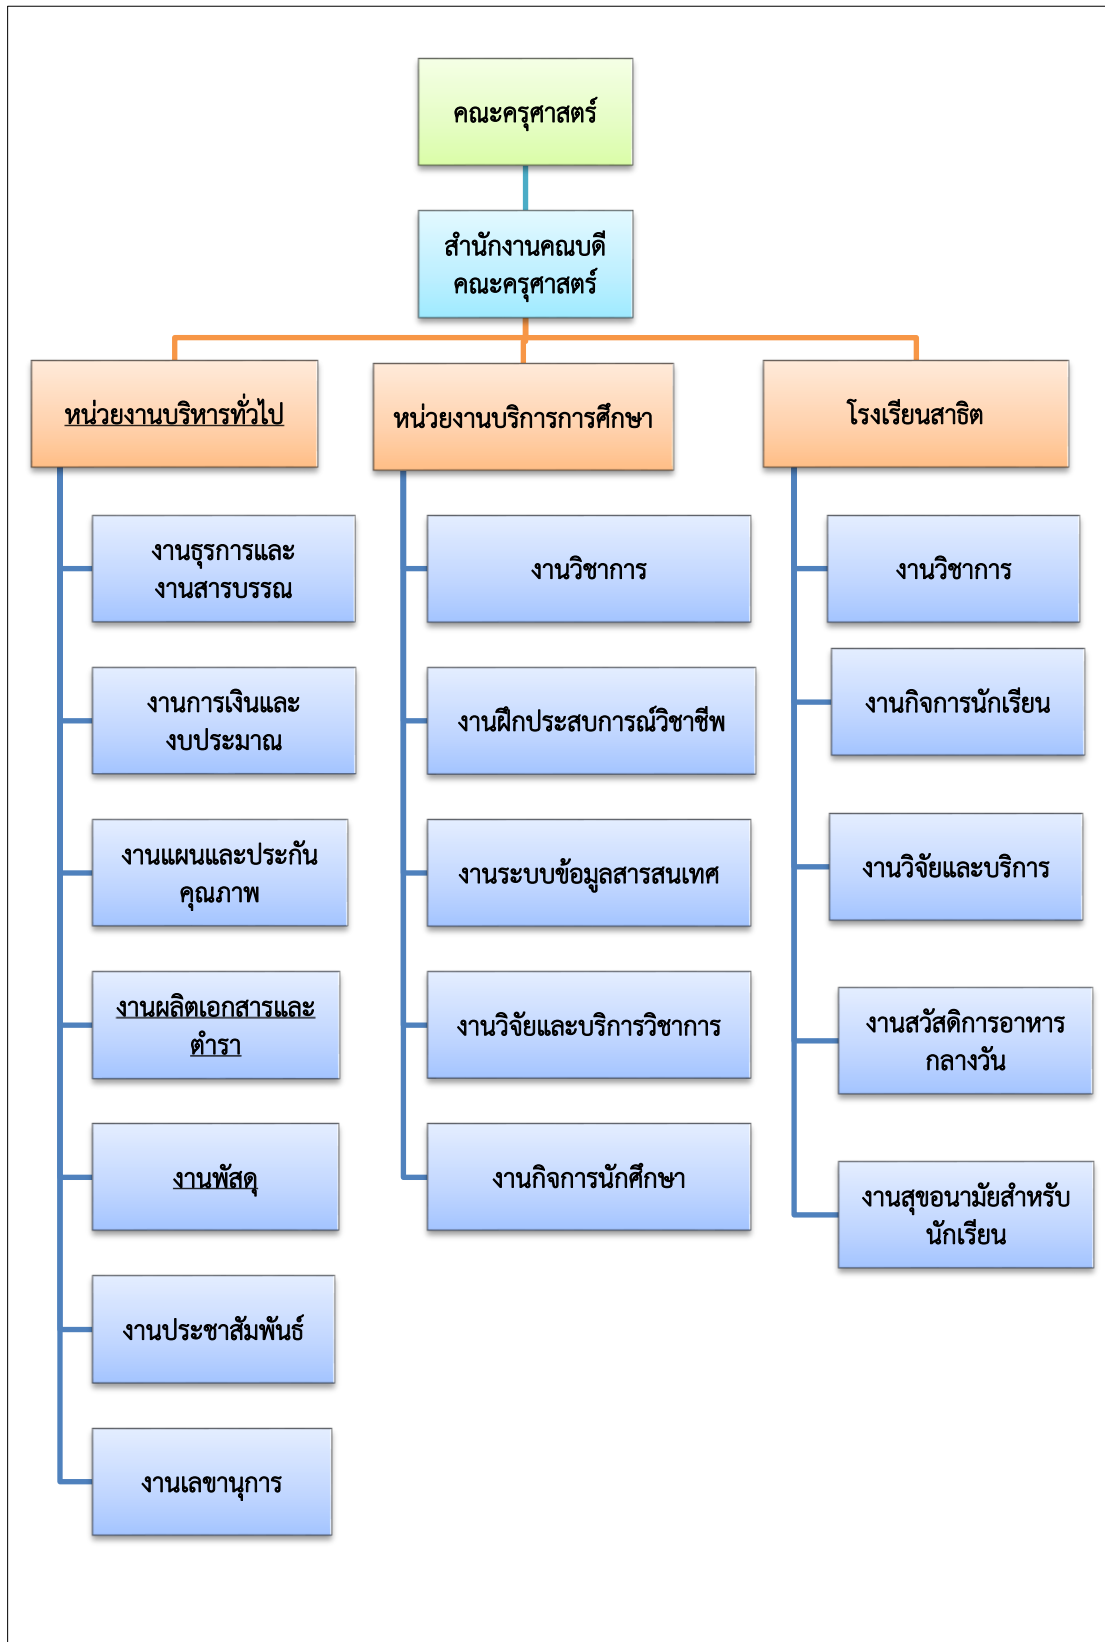 คณะครุศาสตร์
สำนักงานคณบดี
คณะครุศาสตร์
หน่วยงานบริหารทั่วไป
งานธุรการและ
งานสารบรรณ
งานการเงินและ
งบประมาณ
งานแผนและประกัน
คุณภาพ
งานผลิตเอกสารและ
ตำรา
งานพัสดุ
งานประชาสัมพันธ์
งานเลขานุการ
หน่วยงานบริการการศึกษา
งานวิชาการ
งานฝึกประสบการณ์วิชาชีพ
งานระบบข้อมูลสารสนเทศ
งานวิจัยและบริการวิชาการ
งานกิจการนักศึกษา
โรงเรียนสาธิต
งานวิชาการ
งานกิจการนักเรียน
งานวิจัยและบริการ
งานสวัสดิการอาหาร
กลางวัน
งานสุขอนามัยสำหรับ
นักเรียน